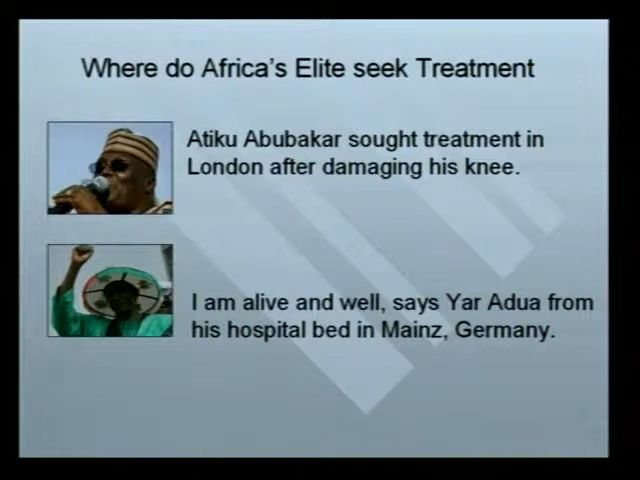 Where do Africa's Elite seek Treatment
Atiku Abubakar sought treatment in
London after damaging his knee.
I am alive and well, says Yar Adua from
his hospital bed in Mainz, Germany.